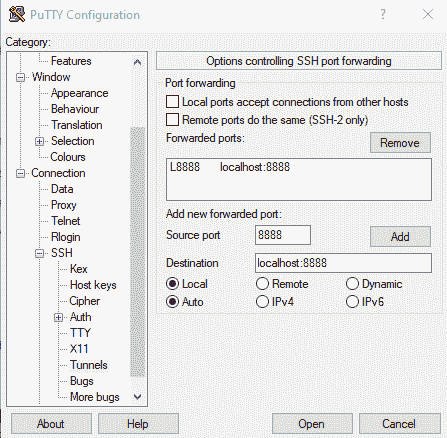 PuTTY Configuration
Category:
Features
Window
Appearance
Behaviour
Translation
Selection
Colours
Connection
Data
Proxy
Telnet
Rlogin
SSH
Kex
Host keys
Cipher
Auth
TTY
X11
Tunnels
Bugs
More bugs
Options controlling SSH port forwarding
Port forwarding
Local ports accept connections from other hosts
Remote ports do the same (SSH-2 only)
Forwarded ports: Remove
L8888 localhost:8888
Add new forwarded port:
Source port 8888 Add
Destination localhost:8888
Local Remote Dynamic
Auto IPv4 IPv6
About Help Open Cancel